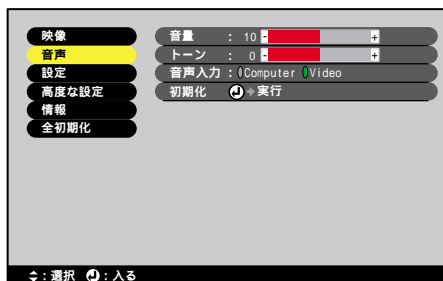 映像
音声
設定
高度な設定
情報
全初期化
音量 : 10 - +
トーン : 0 - +
音声入力 : Computer Video
初期化 実行
: 選択 : 入る